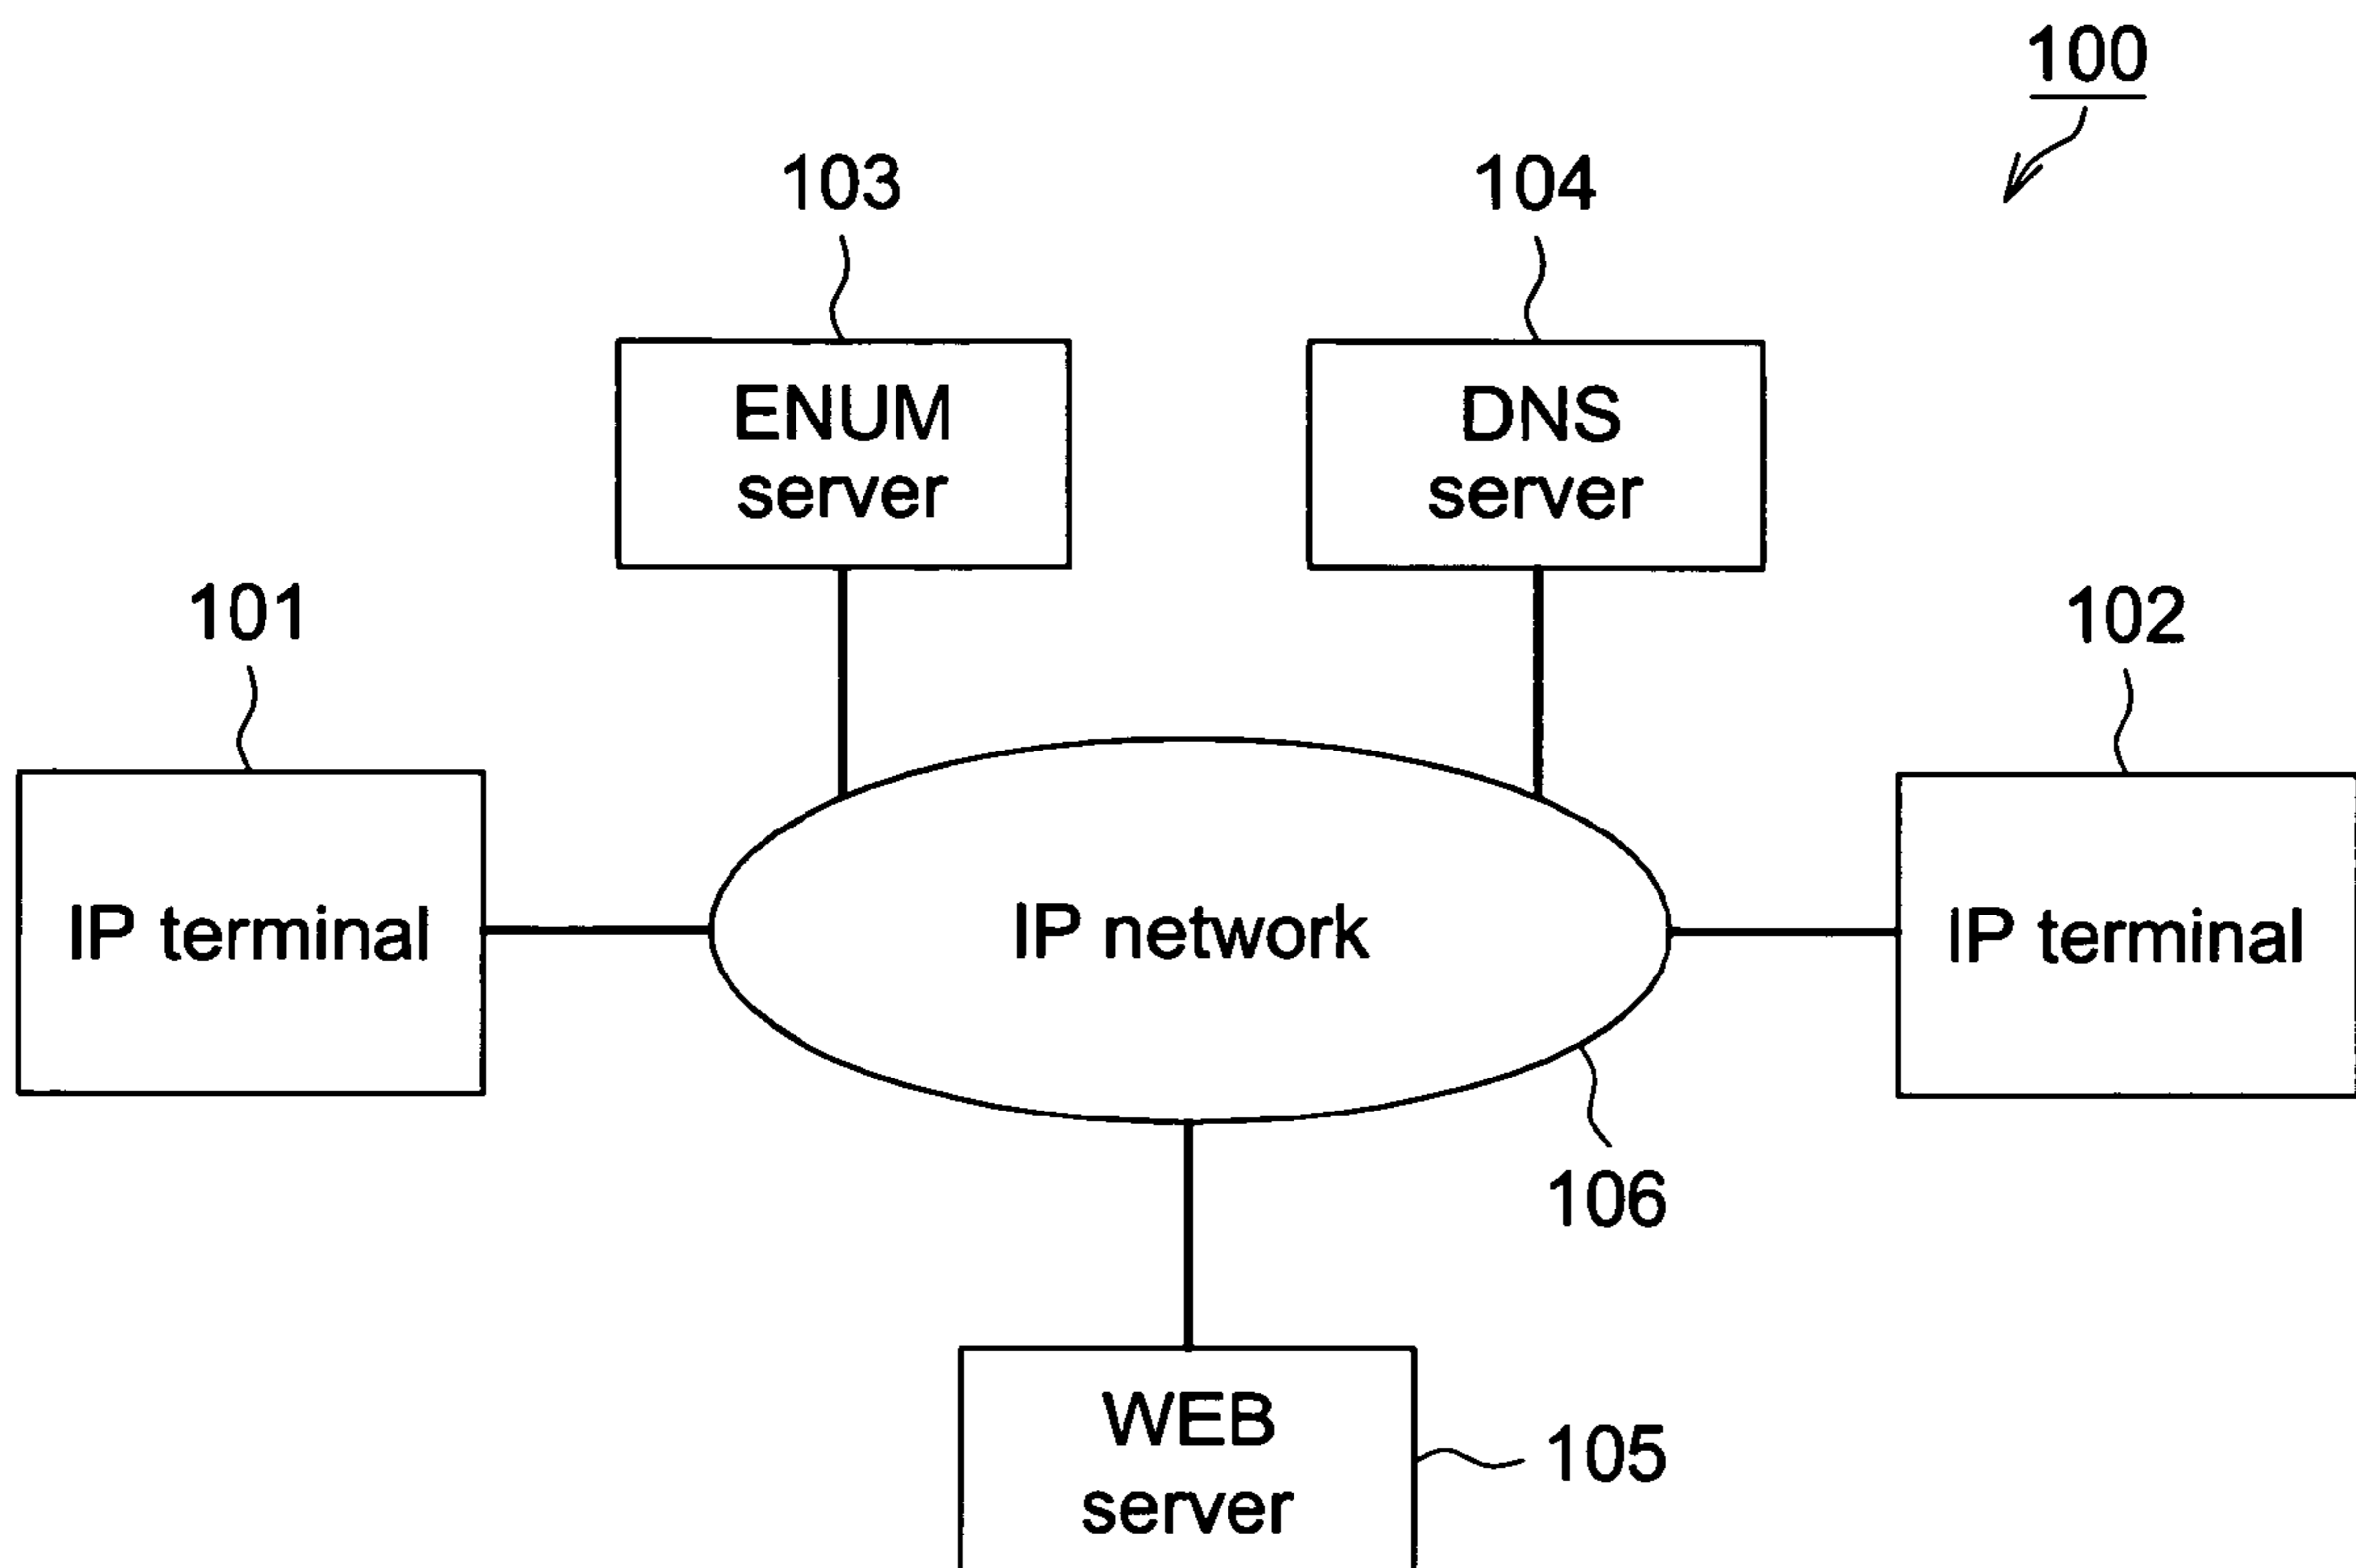 100
103
104
ENUM
server
DNS
server
101
102
IP terminal
IP network
IP terminal
106
WEB
server
105